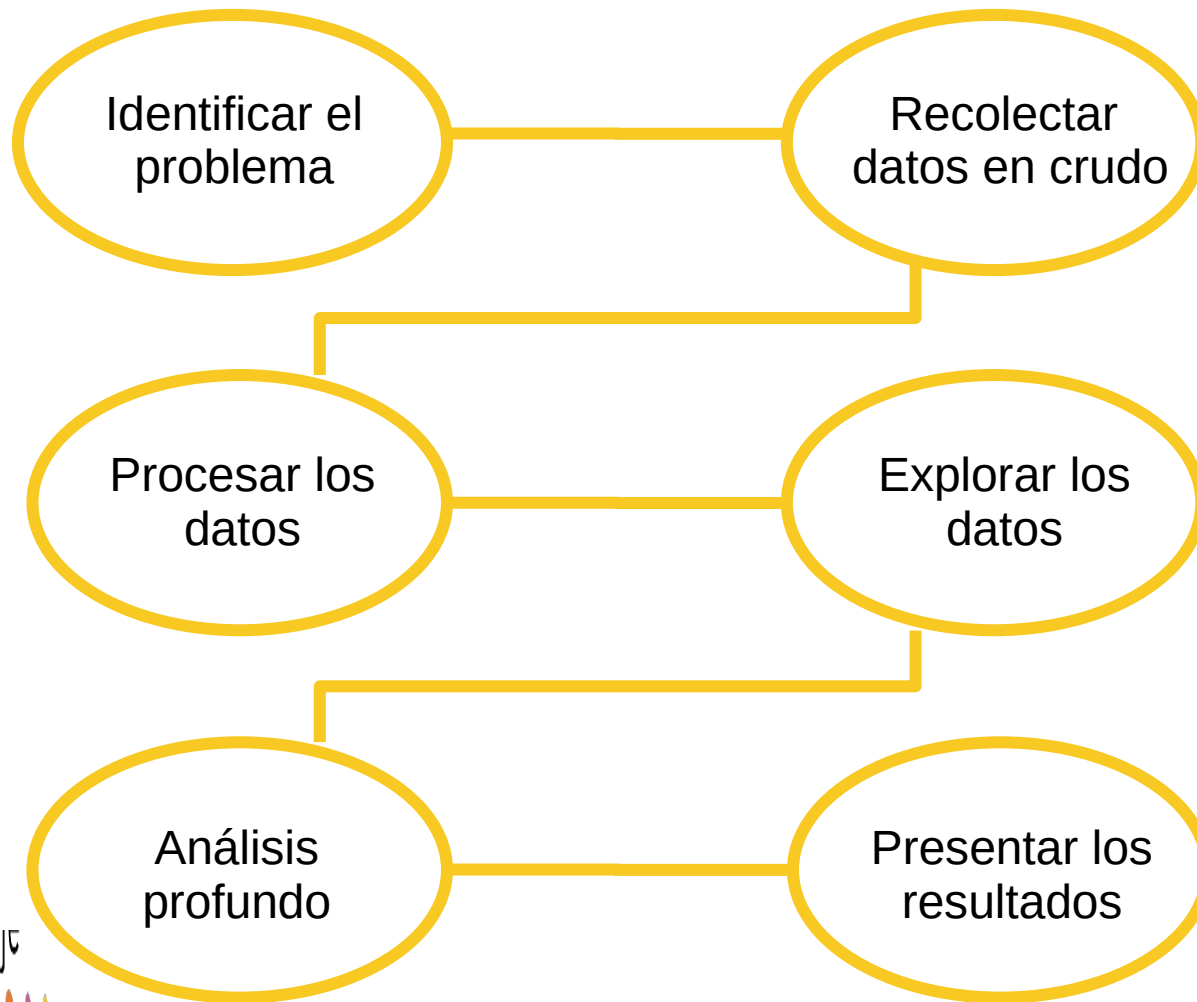 Identificar el
problema
Recolectar
datos en crudo
Procesar los
datos
Explorar los
datos
Análisis
profundo
Presentar los
resultados